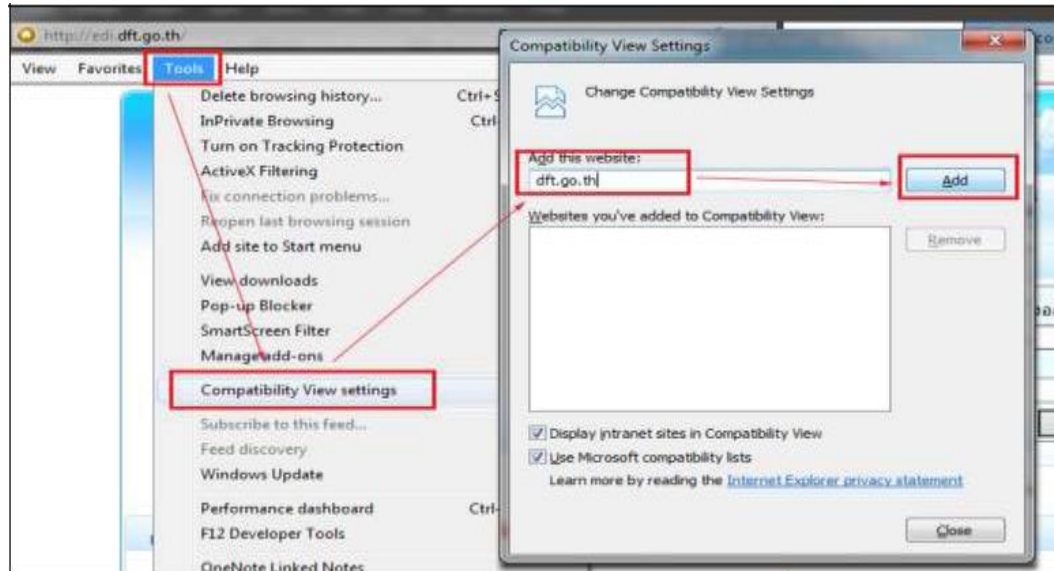 http://edi.dft.go.th/
View Favorites Tools Help
Delete browsing history... Ctrl+S
InPrivate Browsing Ctrl
Turn on Tracking Protection
ActiveX Filtering
Fix connection problems...
Reopen last browsing session
Add site to Start menu
View downloads
Pop-up Blocker
SmartScreen Filter
Manage add-ons
Compatibility View settings
Subscribe to this feed...
Feed discovery
Windows Update
Performance dashboard Ctrl-
F12 Developer Tools
OneNote Linked Notes
Compatibility View Settings
Change Compatibility View Settings
Add this website:
dft.go.th
Add
Websites you've added to Compatibility View:
Remove
Display intranet sites in Compatibility View
Use Microsoft compatibility lists
Learn more by reading the Internet Explorer privacy statement
Close